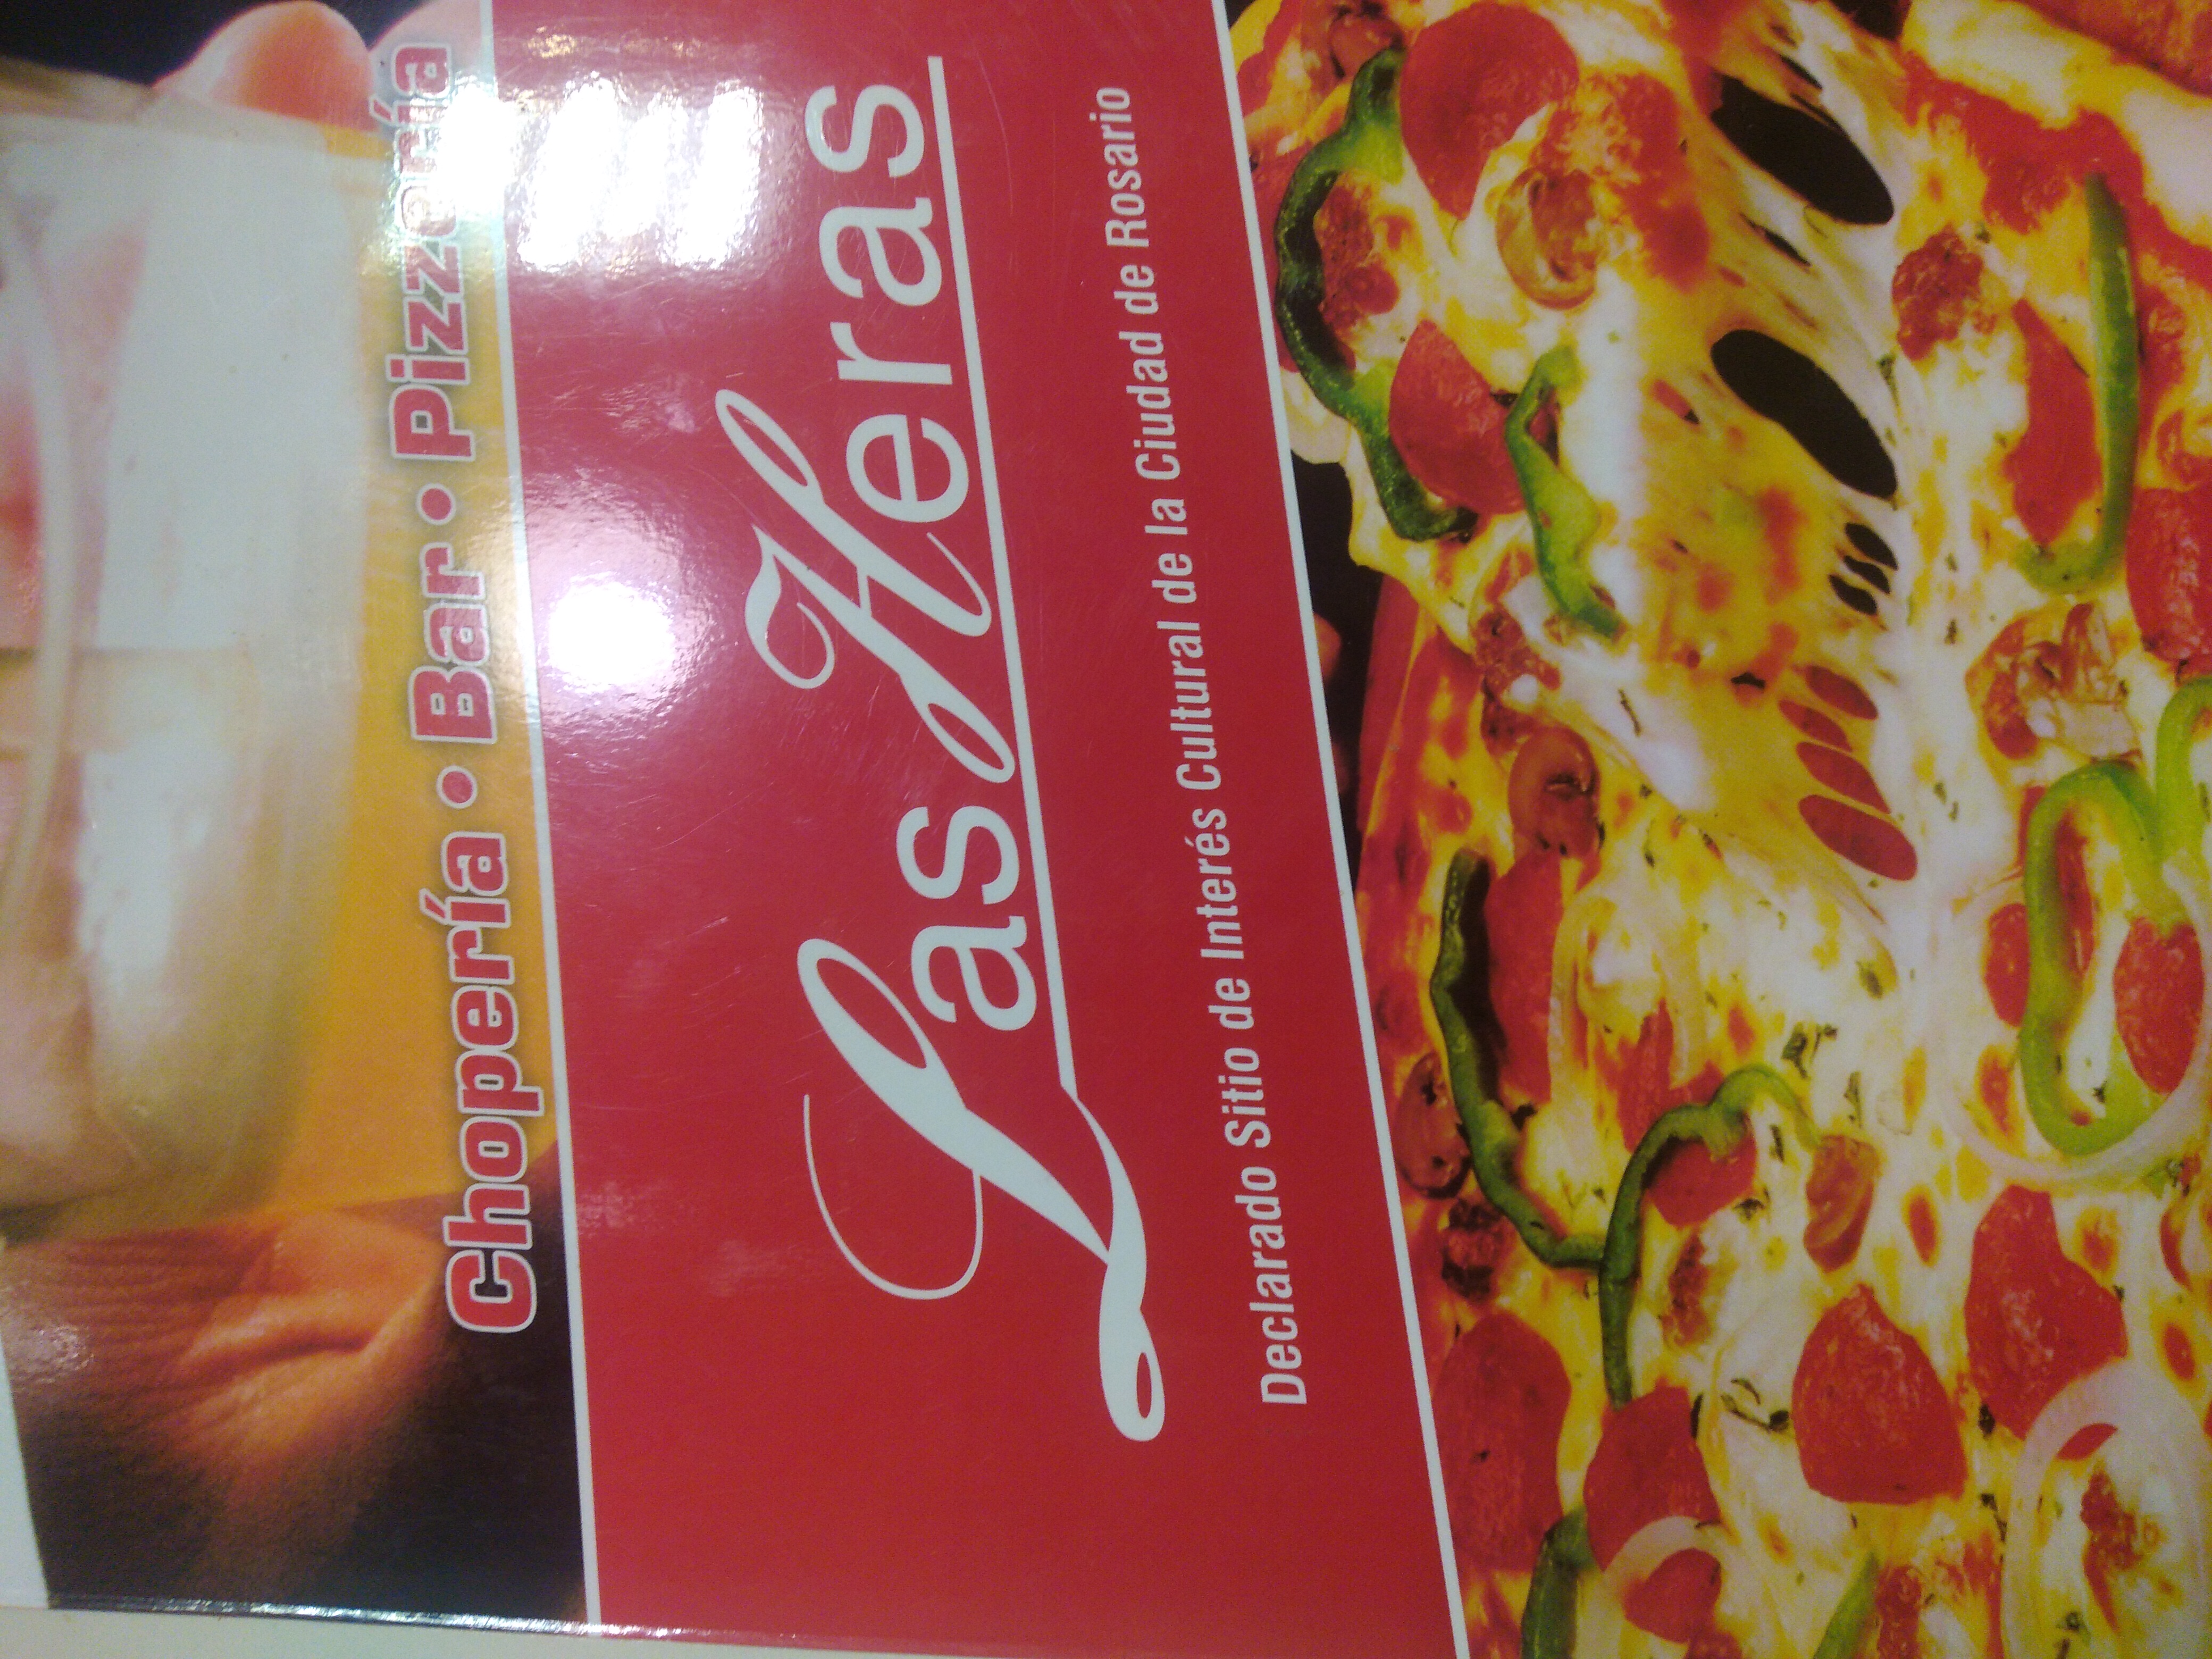 Chopería • Bar • Pizzería
Las Heras
Declarado Sitio de Interés Cultural de la Ciudad de Rosario